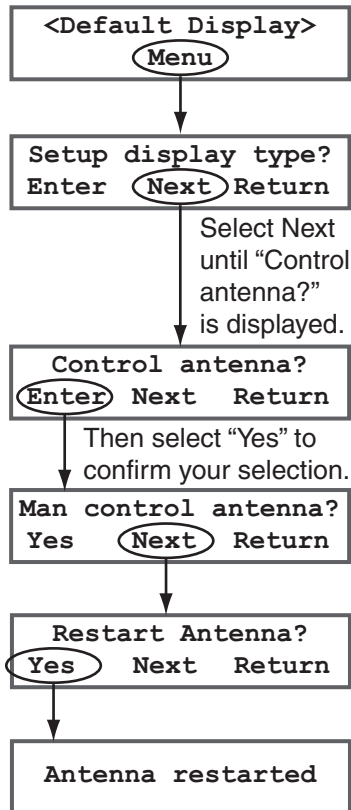 <Default Display>
Menu
Setup display type?
Enter Next Return
Select Next
until “Control
antenna?”
is displayed.
Control antenna?
Enter Next Return
Then select “Yes” to
confirm your selection.
Man control antenna?
Yes Next Return
Restart Antenna?
Yes Next Return
Antenna restarted